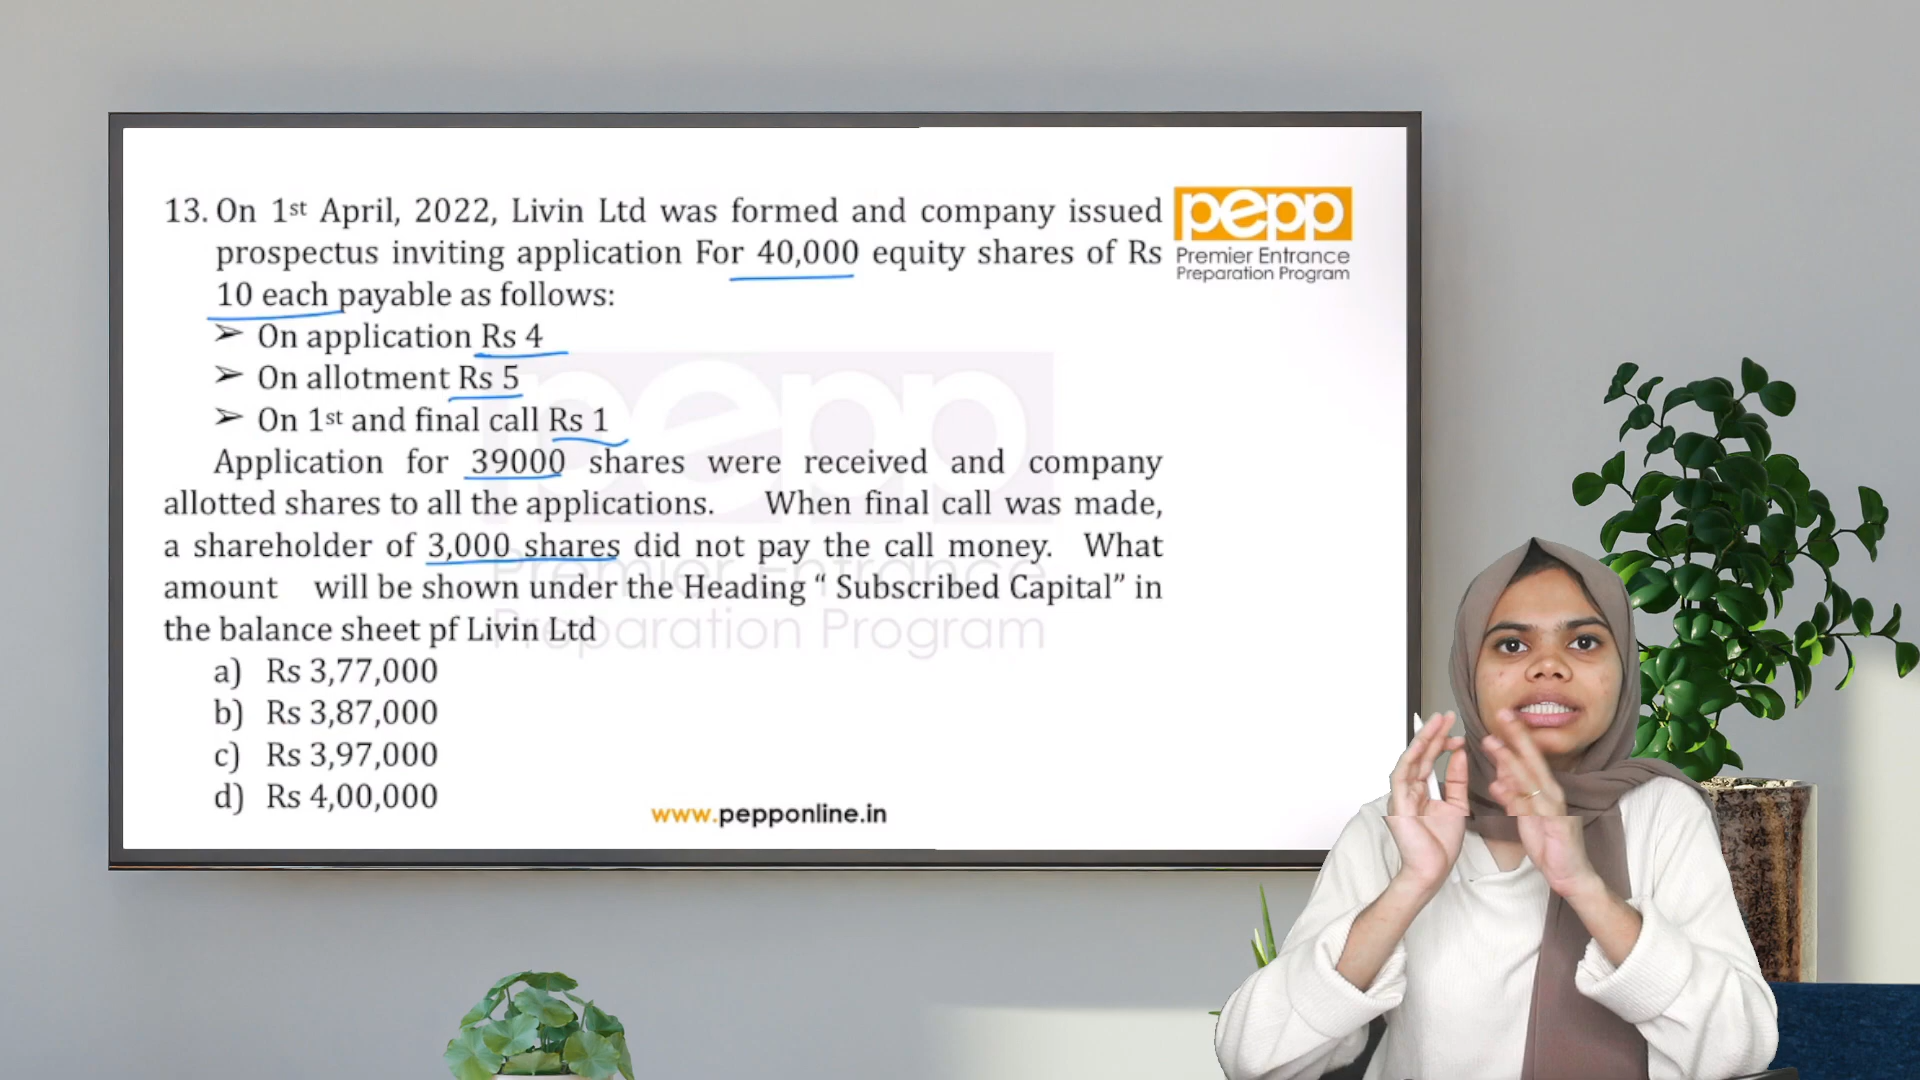 13. On 1st April, 2022, Livin Ltd was formed and company issued
prospectus inviting application For 40,000 equity shares of Rs
10 each payable as follows:
➢ On application Rs 4
➢ On allotment Rs 5
➢ On 1st and final call Rs 1
Application for 39000 shares were received and company
allotted shares to all the applications. When final call was made,
a shareholder of 3,000 shares did not pay the call money. What
amount will be shown under the Heading “ Subscribed Capital” in
the balance sheet pf Livin Ltd
a) Rs 3,77,000
b) Rs 3,87,000
c) Rs 3,97,000
d) Rs 4,00,000
www.pepponline.in
pepp
Premier Entrance
Preparation Program
pepp
Premier Entrance
Preparation Program